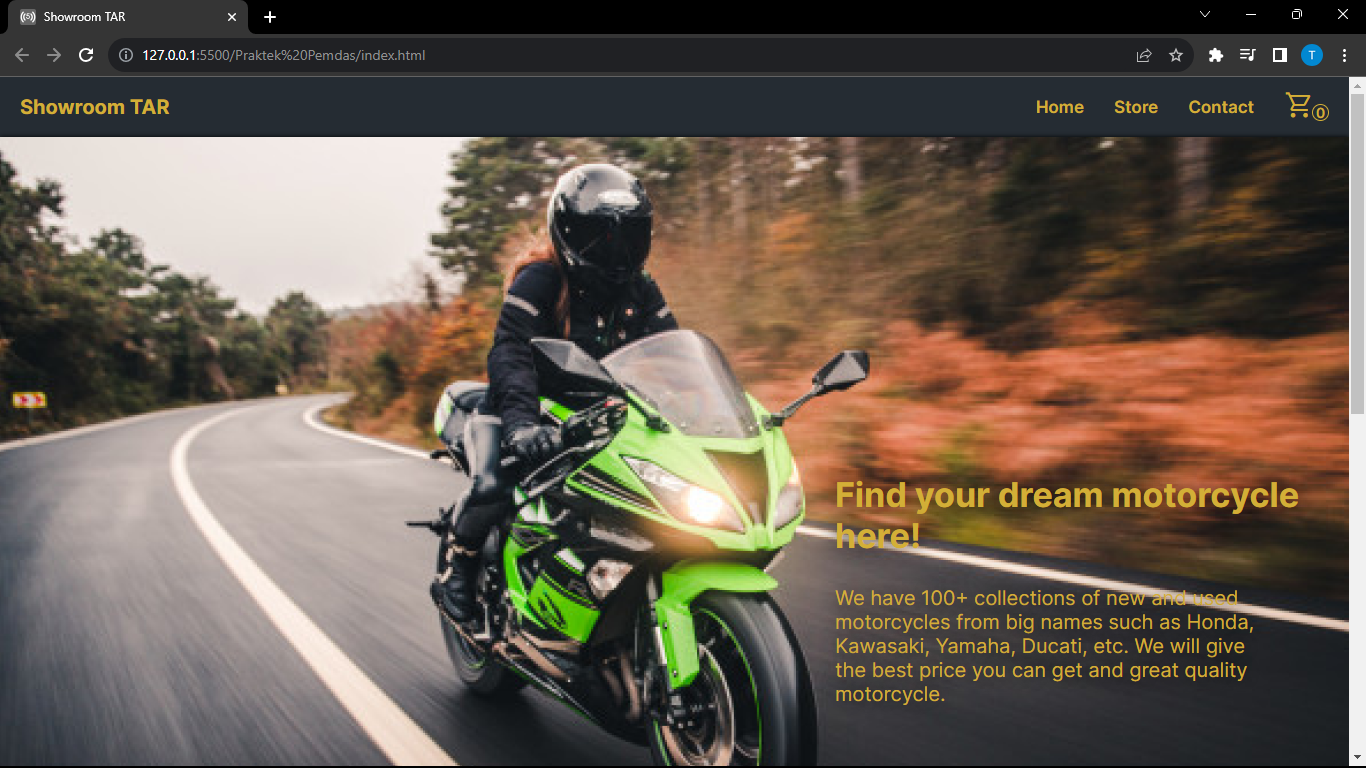 Showroom TAR
127.0.0.1:5500/Praktek%20Pemdas/index.html
T
Showroom TAR
Home
Store
Contact
0
Find your dream motorcycle
here!
We have 100+ collections of new and used
motorcycles from big names such as Honda,
Kawasaki, Yamaha, Ducati, etc. We will give
the best price you can get and great quality
motorcycle.